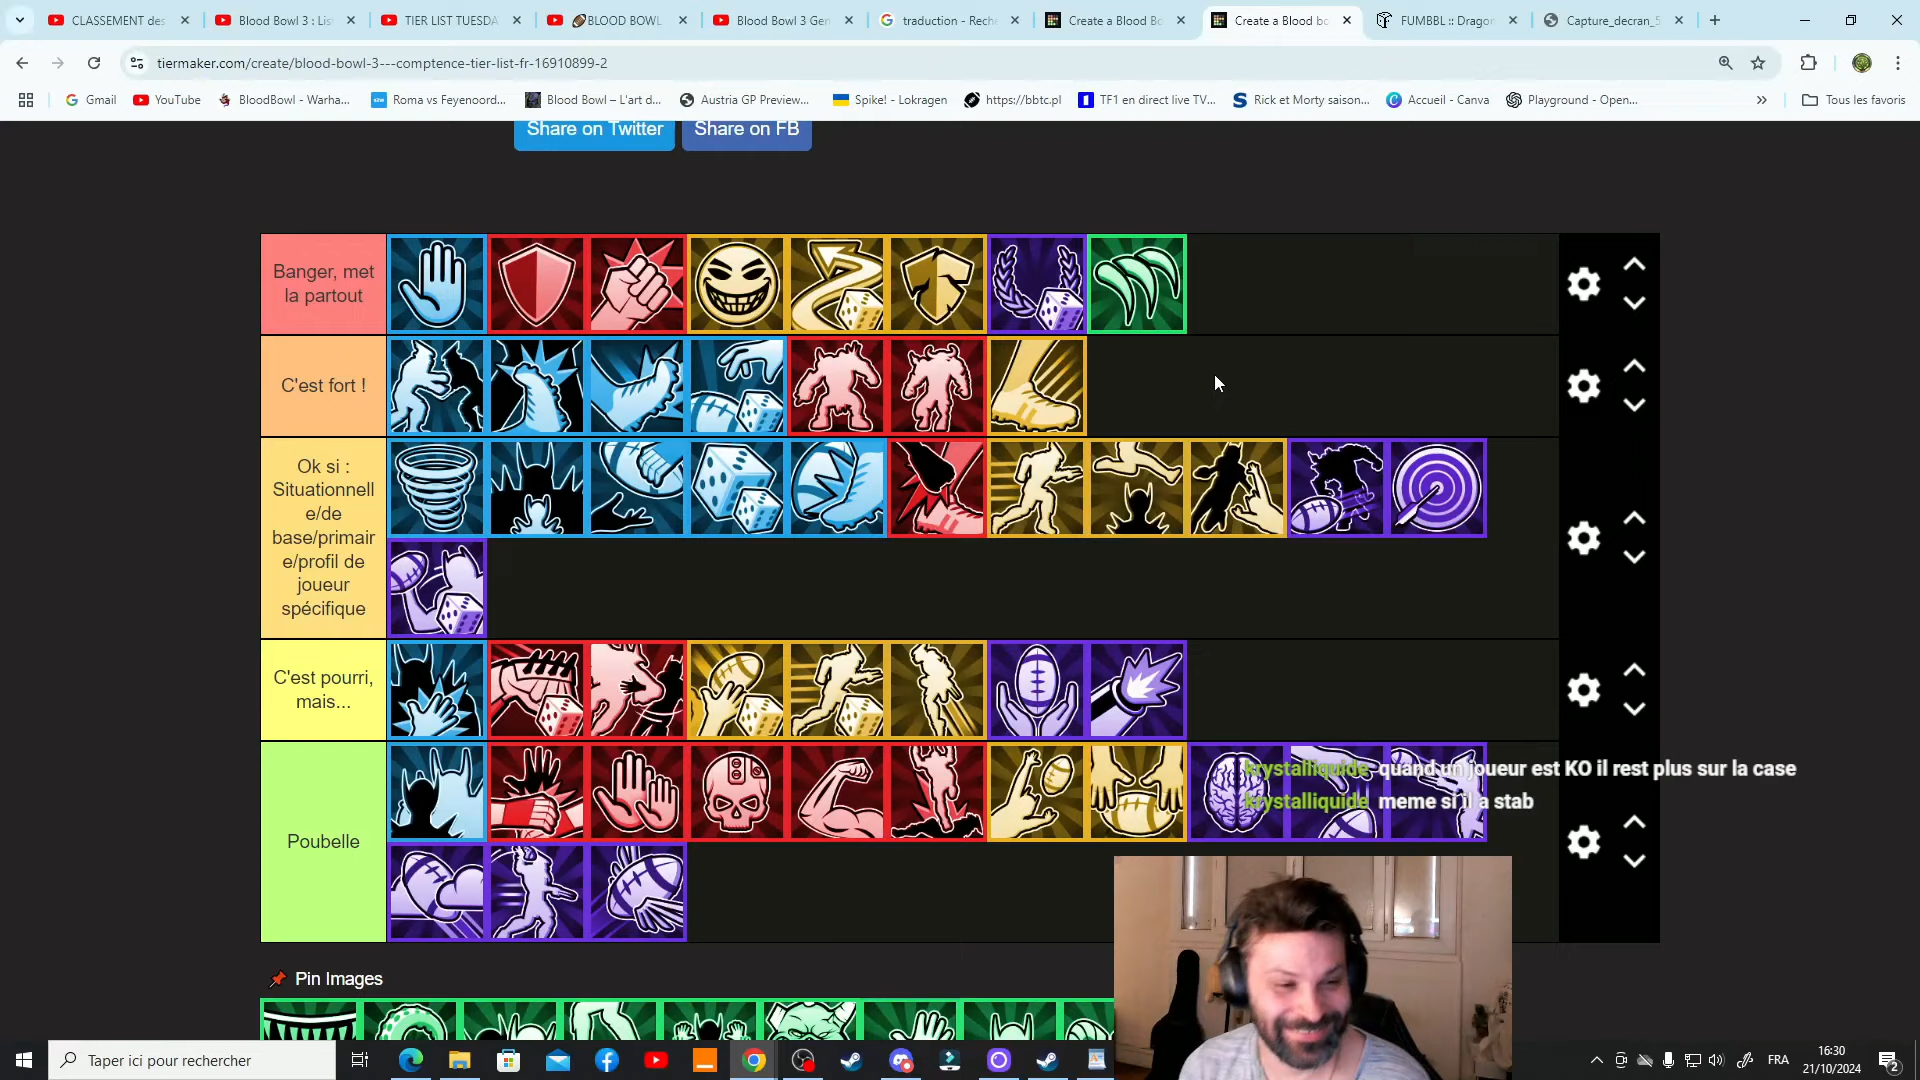 CLASSEMENT des
Blood Bowl 3 : Lis
TIER LIST TUESDA
BLOOD BOWL
Blood Bowl 3 Gen
traduction - Rech
Create a Blood Bo
Create a Blood bo
FUMBBL :: Drago
Capture_decran_5
tiermaker.com/create/blood-bowl-3---comptence-tier-list-fr-16910899-2
Gmail
YouTube
BloodBowl - Warha...
Roma vs Feyenoord...
Blood Bowl – L'art d...
Austria GP Preview...
Spike! - Lokragen
https://bbtc.pl
TF1 en direct live TV...
Rick et Morty saison...
Accueil - Canva
Playground - Open...
Tous les favoris
Share on Twitter
Share on FB
Banger, met
la partout
C'est fort !
Ok si :
Situationnell
e/de
base/primair
e/profil de
joueur
spécifique
C'est pourri,
mais...
Poubelle
krystalliquide quand un joueur est KO il rest plus sur la case
krystalliquide meme si il a stab
Pin Images
Taper ici pour rechercher
FRA
16:30
21/10/2024
2